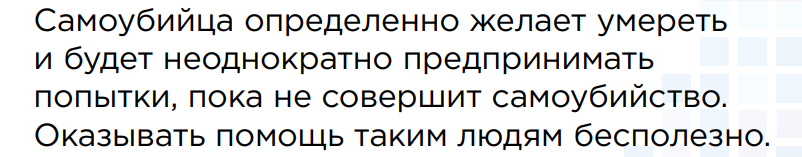 Самоубийца определенно желает умереть
и будет неоднократно предпринимать
попытки, пока не совершит самоубийство.
Оказывать помощь таким людям бесполезно.